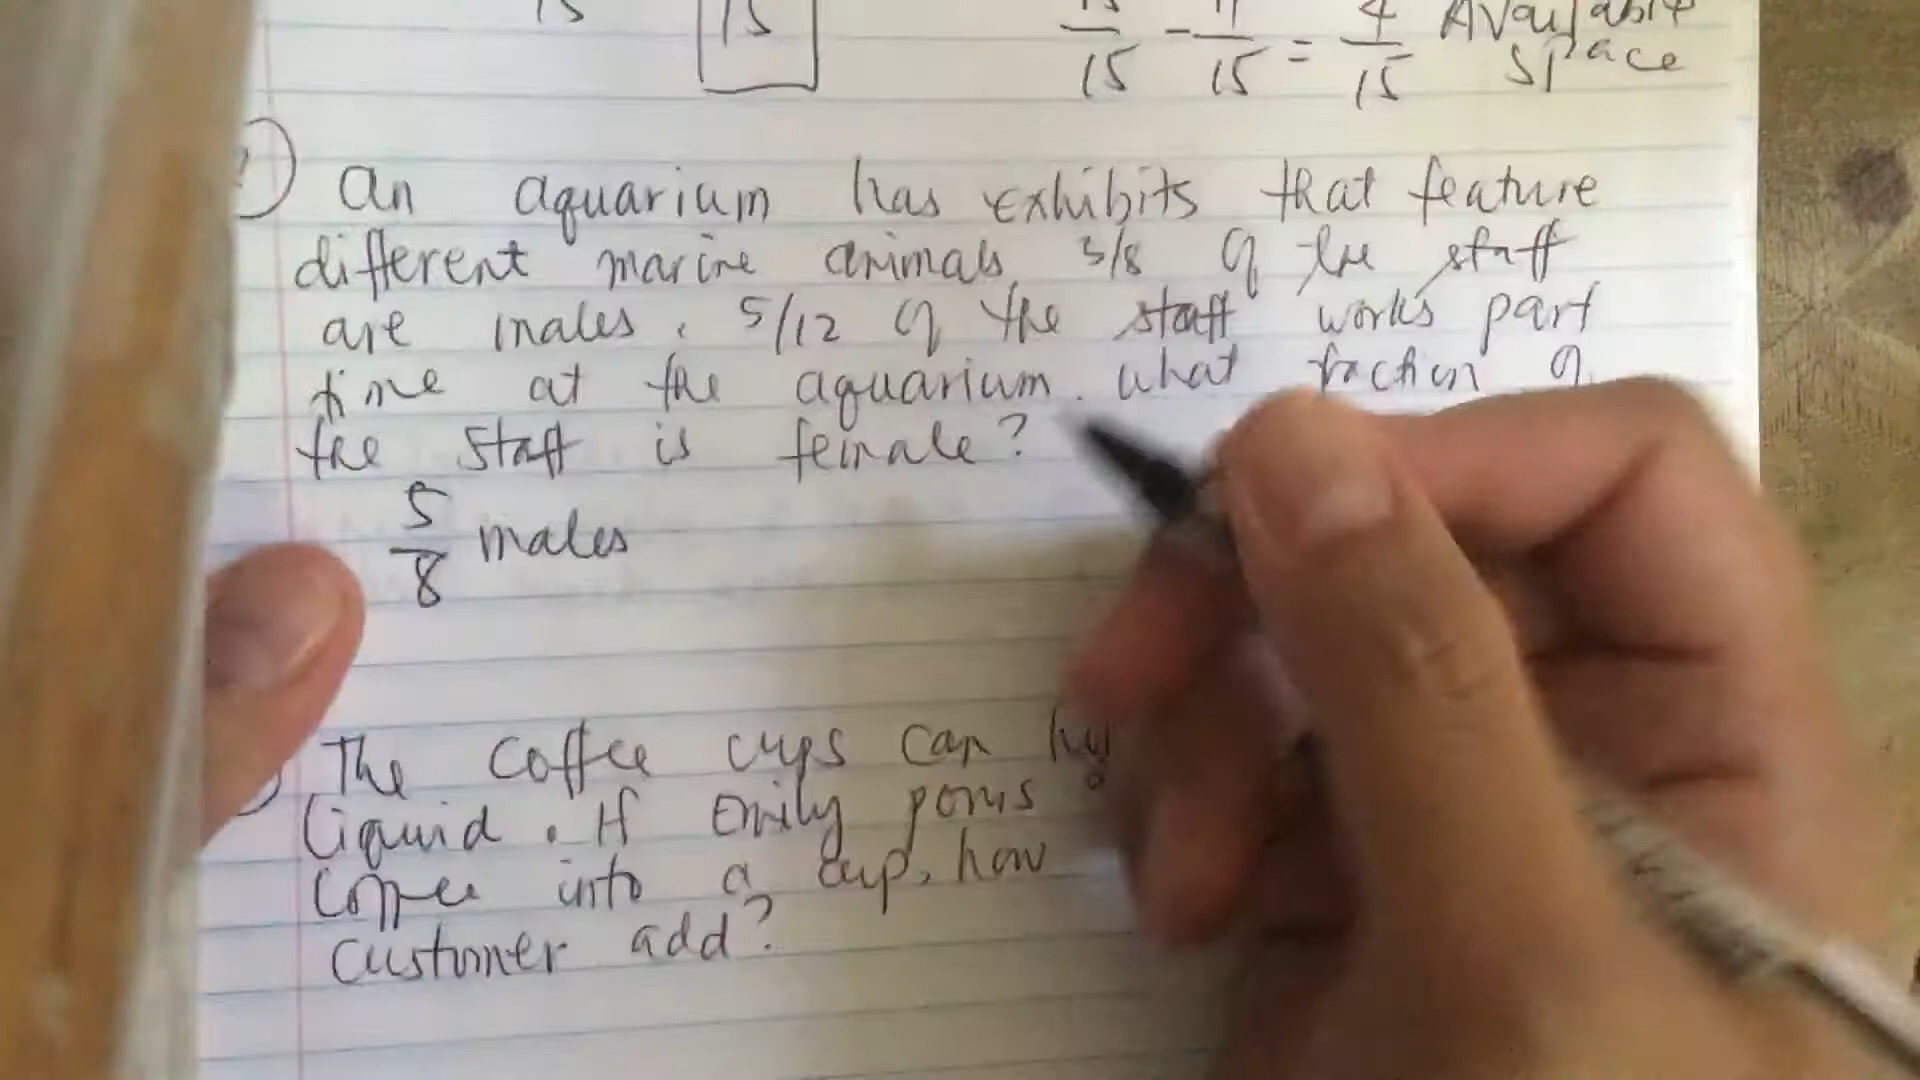 15 15 15 - 11/15 = 4/15 Available
space
An aquarium has exhibits that feature
different marine animals, 5/8 of the staff
are males. 5/12 of the staff works part
time at the aquarium. what fraction of
the staff is female?
5/8 males
The coffee cups can
liquid. If Emily pours
coffee into a cup, how
customer add?